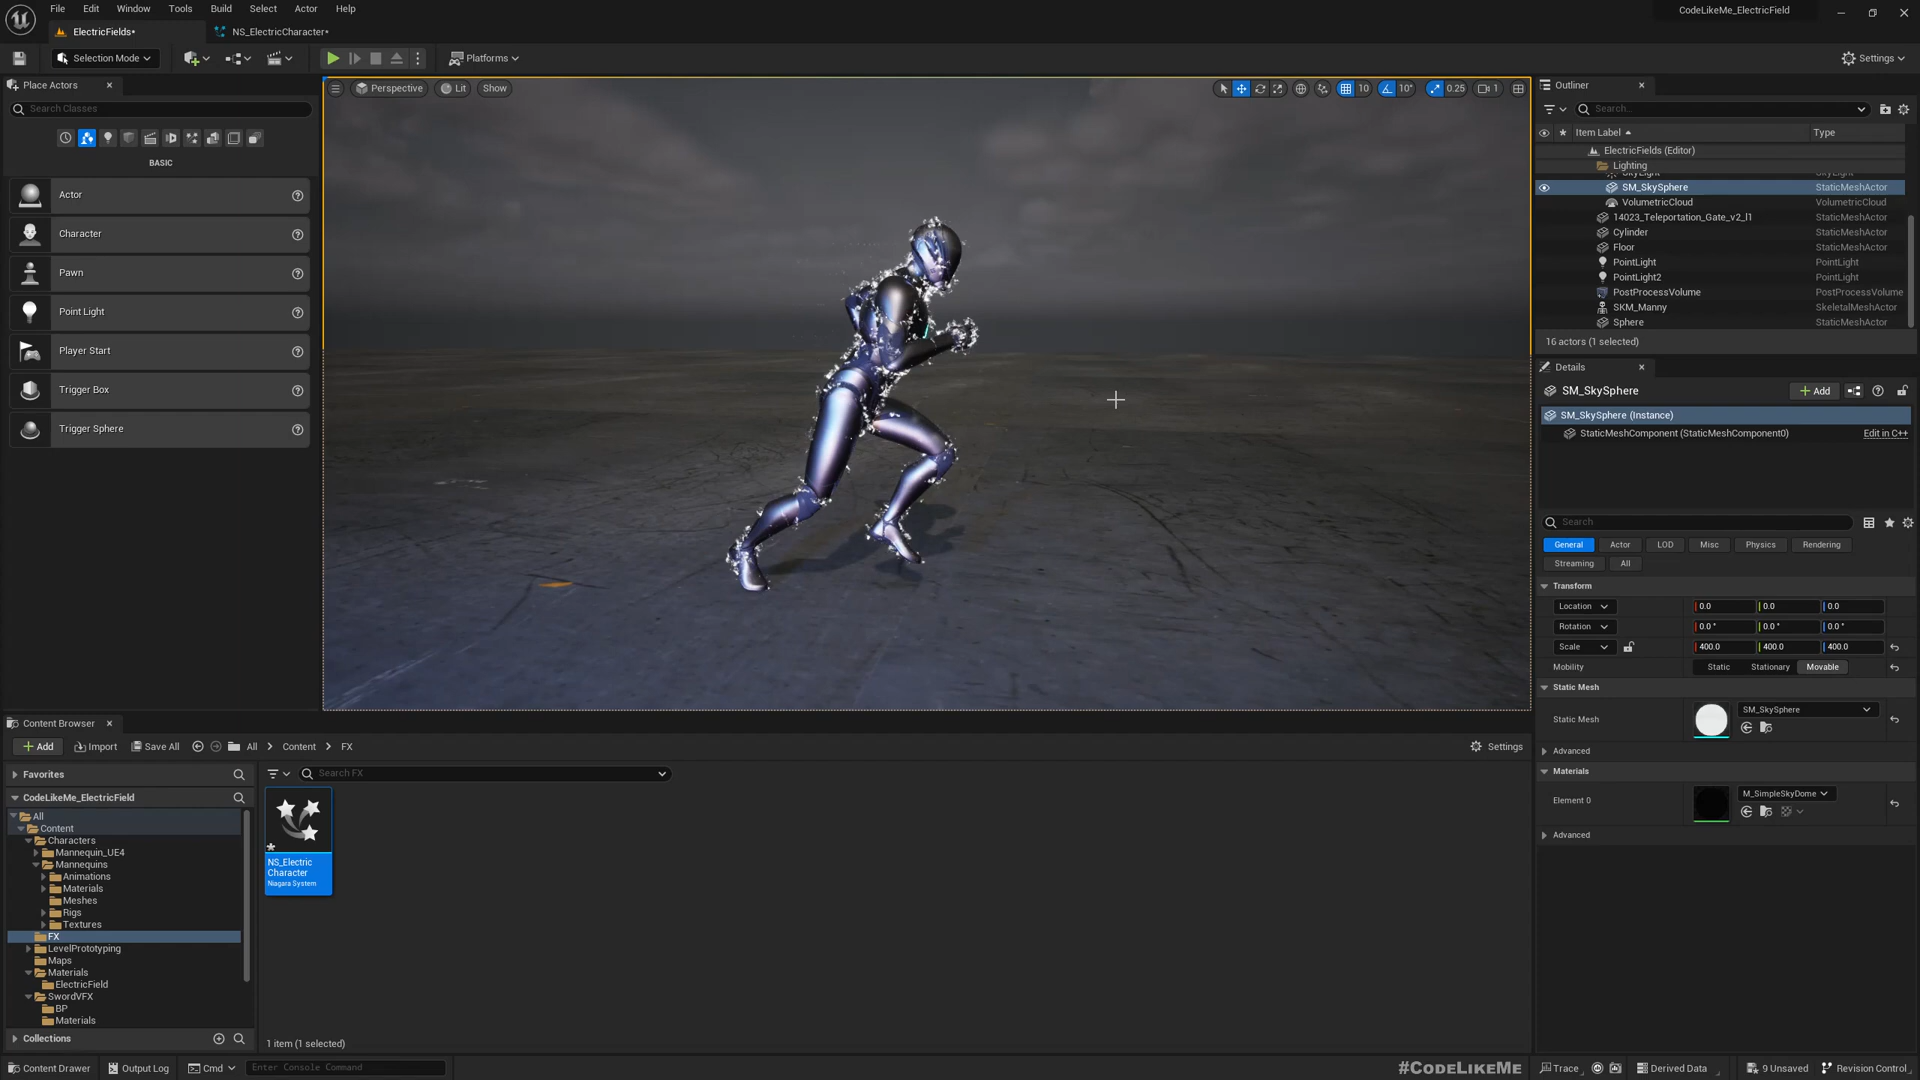 File Edit Window Tools Build Select Actor Help
CodeLikeMe_ElectricField
ElectricFields•
NS_ElectricCharacter•
Selection Mode
Platforms
Settings
Place Actors
Search Classes
BASIC
Actor
Character
Pawn
Point Light
Player Start
Trigger Box
Trigger Sphere
Perspective Lit Show
10 10° 0.25 1
Outliner
Search...
Item Label Type
ElectricFields (Editor)
Lighting
SM_SkySphere StaticMeshActor
VolumetricCloud VolumetricCloud
14023_Teleportation_Gate_v2_l1 StaticMeshActor
Cylinder StaticMeshActor
Floor StaticMeshActor
PointLight PointLight
PointLight2 PointLight
PostProcessVolume PostProcessVolume
SKM_Manny SkeletalMeshActor
Sphere StaticMeshActor
16 actors (1 selected)
Details
SM_SkySphere
Add
SM_SkySphere (Instance)
StaticMeshComponent (StaticMeshComponent0) Edit in C++
Search
General Actor LOD Misc Physics Rendering
Streaming All
Transform
Location 0.0 0.0 0.0
Rotation 0.0 ° 0.0 ° 0.0 °
Scale 400.0 400.0 400.0
Mobility Static Stationary Movable
Static Mesh
Static Mesh SM_SkySphere
Advanced
Materials
Element 0 M_SimpleSkyDome
Advanced
Content Browser
Add Import Save All All Content FX
Settings
Favorites
Search FX
CodeLikeMe_ElectricField
All
Content
Characters
Mannequin_UE4
Mannequins
Animations
Materials
Meshes
Rigs
Textures
FX
LevelPrototyping
Maps
Materials
ElectricField
SwordVFX
BP
Materials
Collections
NS_Electric
Character
Niagara System
1 item (1 selected)
Content Drawer Output Log Cmd Enter Console Command
#CodeLikeMe
Trace Derived Data 9 Unsaved Revision Control